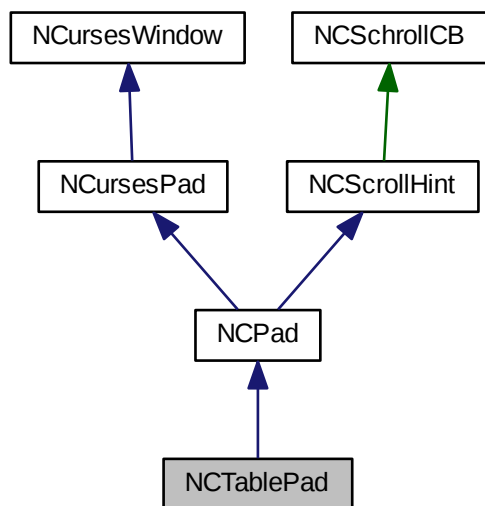 NCursesWindow
NCSchrollCB
NCursesPad
NCScrollHint
NCPad
NCTablePad